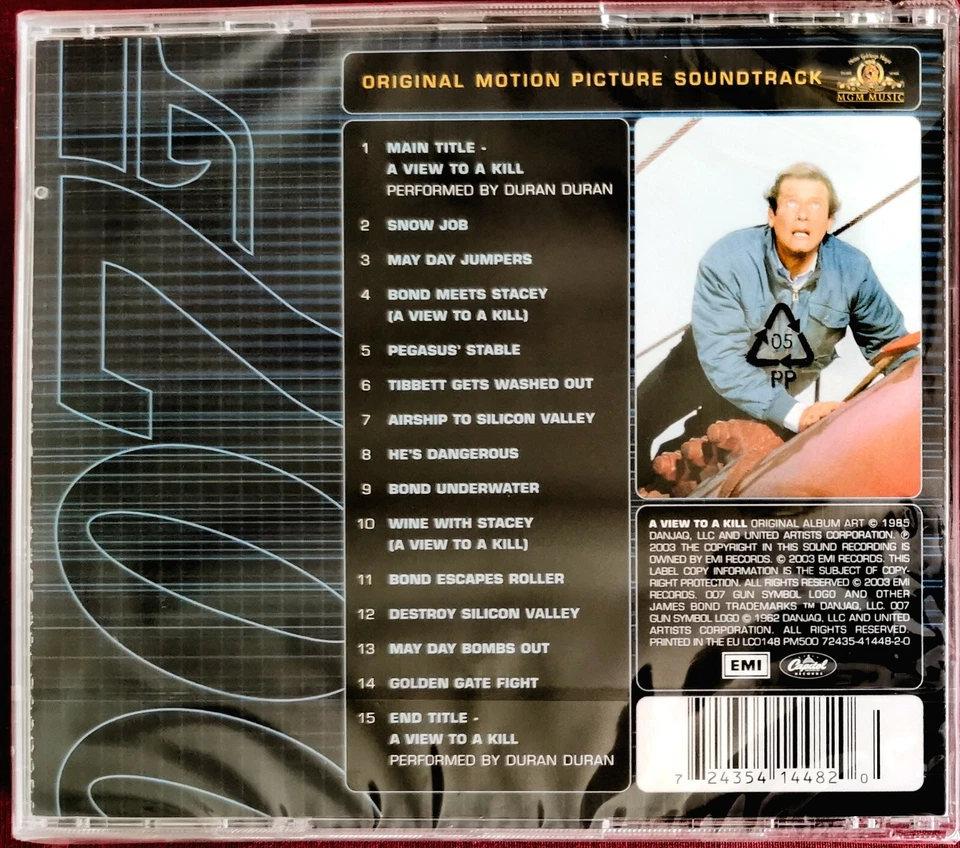 ORIGINAL MOTION PICTURE SOUNDTRACK
MGM MUSIC
1 MAIN TITLE -
A VIEW TO A KILL
PERFORMED BY DURAN DURAN
2 SNOW JOB
3 MAY DAY JUMPERS
4 BOND MEETS STACEY
(A VIEW TO A KILL)
5 PEGASUS' STABLE
6 TIBBETT GETS WASHED OUT
7 AIRSHIP TO SILICON VALLEY
8 HE'S DANGEROUS
9 BOND UNDERWATER
10 WINE WITH STACEY
(A VIEW TO A KILL)
11 BOND ESCAPES ROLLER
12 DESTROY SILICON VALLEY
13 MAY DAY BOMBS OUT
14 GOLDEN GATE FIGHT
15 END TITLE -
A VIEW TO A KILL
PERFORMED BY DURAN DURAN
05
PP
A VIEW TO A KILL ORIGINAL ALBUM ART © 1985
DANJAQ, LLC AND UNITED ARTISTS CORPORATION. ℗
2003 THE COPYRIGHT IN THIS SOUND RECORDING IS
OWNED BY EMI RECORDS. © 2003 EMI RECORDS. THIS
LABEL COPY INFORMATION IS THE SUBJECT OF COPY-
RIGHT PROTECTION. ALL RIGHTS RESERVED © 2003 EMI
RECORDS. 007 GUN SYMBOL LOGO AND OTHER
JAMES BOND TRADEMARKS ™ DANJAQ, LLC. 007
GUN SYMBOL LOGO © 1962 DANJAQ, LLC AND UNITED
ARTISTS CORPORATION. ALL RIGHTS RESERVED.
PRINTED IN THE EU LC0148 PM500 72435-41448-2-0
EMI
Capitol
RECORDS
7 24354 14482 0
007